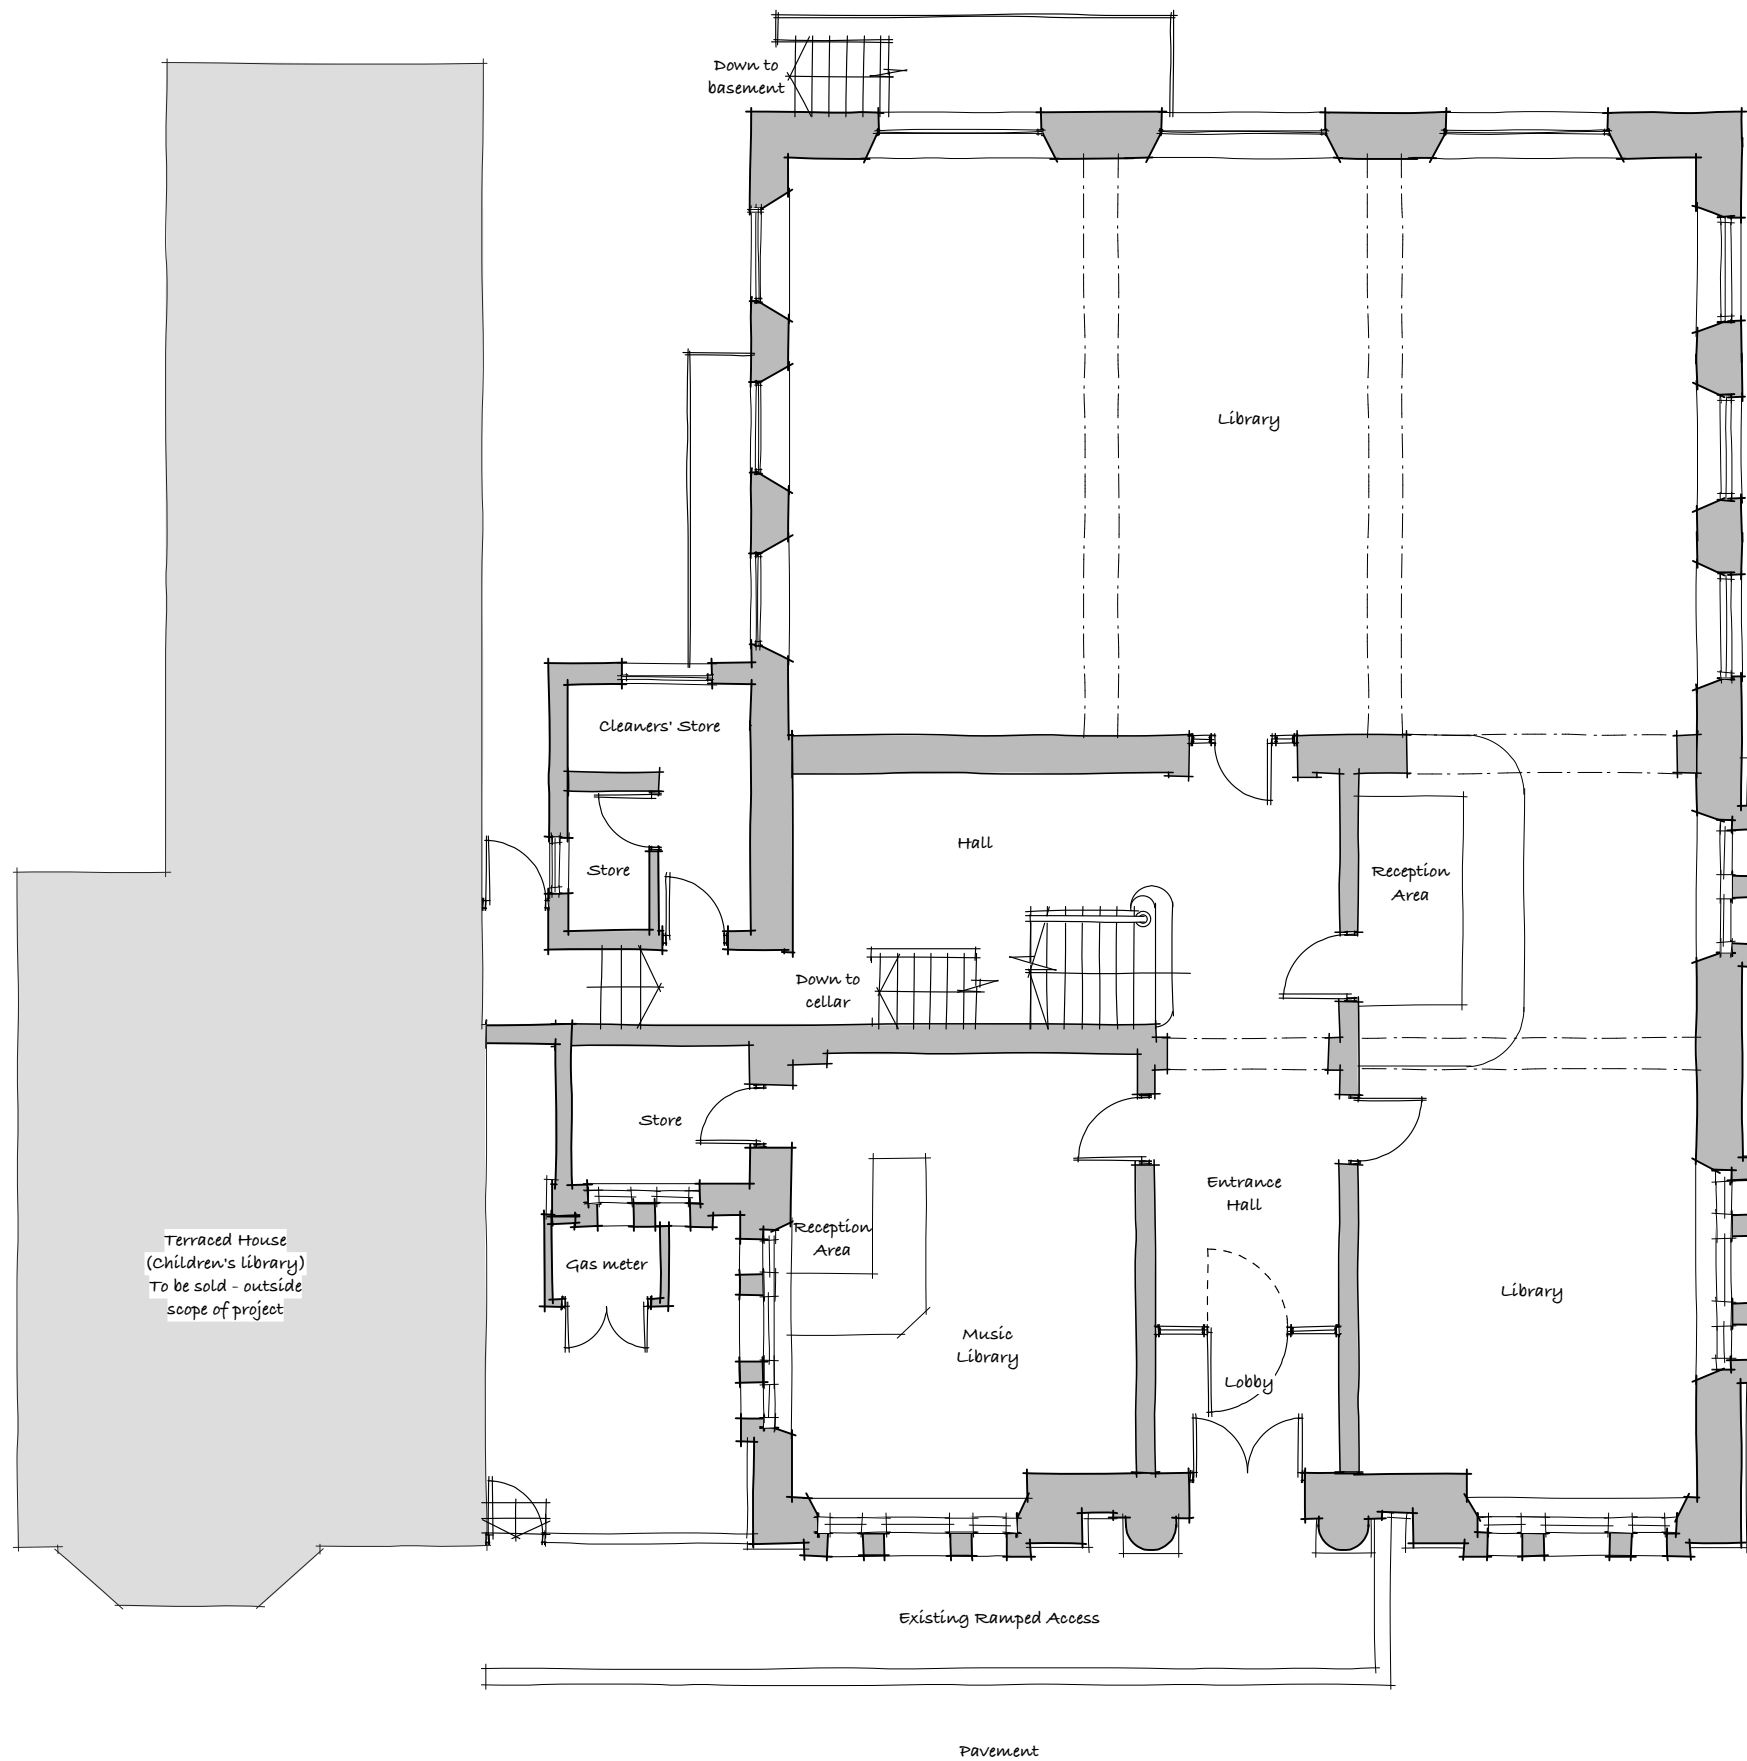 Down to
basement
Library
Cleaners' Store
Hall
Store
Reception
Area
Down to
cellar
Store
Entrance
Hall
Reception
Area
Terraced House
(Children's library)
To be sold - outside
scope of project
Gas meter
Library
Music
Library
Lobby
Existing Ramped Access
Pavement